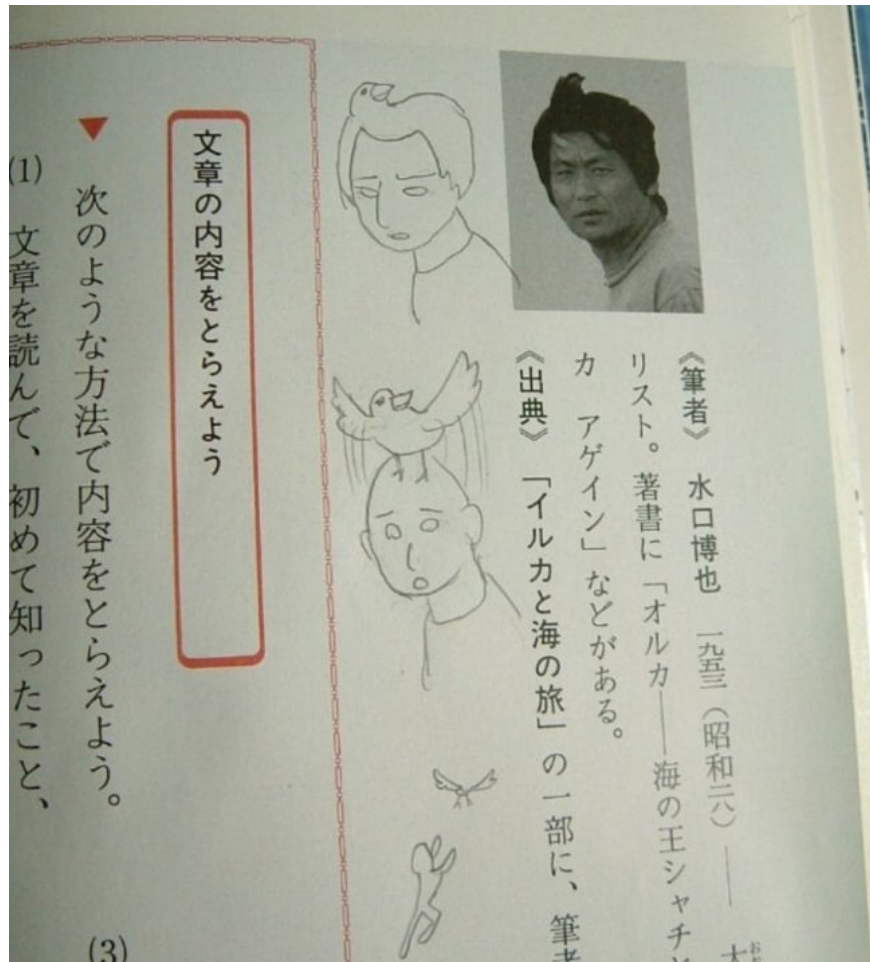 《筆者》 水口博也 一九五三(昭和二八)―― 大
リスト。著書に「オルカ――海の王シャチと
カ アゲイン」などがある。
《出典》 「イルカと海の旅」の一部に、筆者
文章の内容をとらえよう
▼ 次のような方法で内容をとらえよう。
(1) 文章を読んで、初めて知ったこと、
(3)